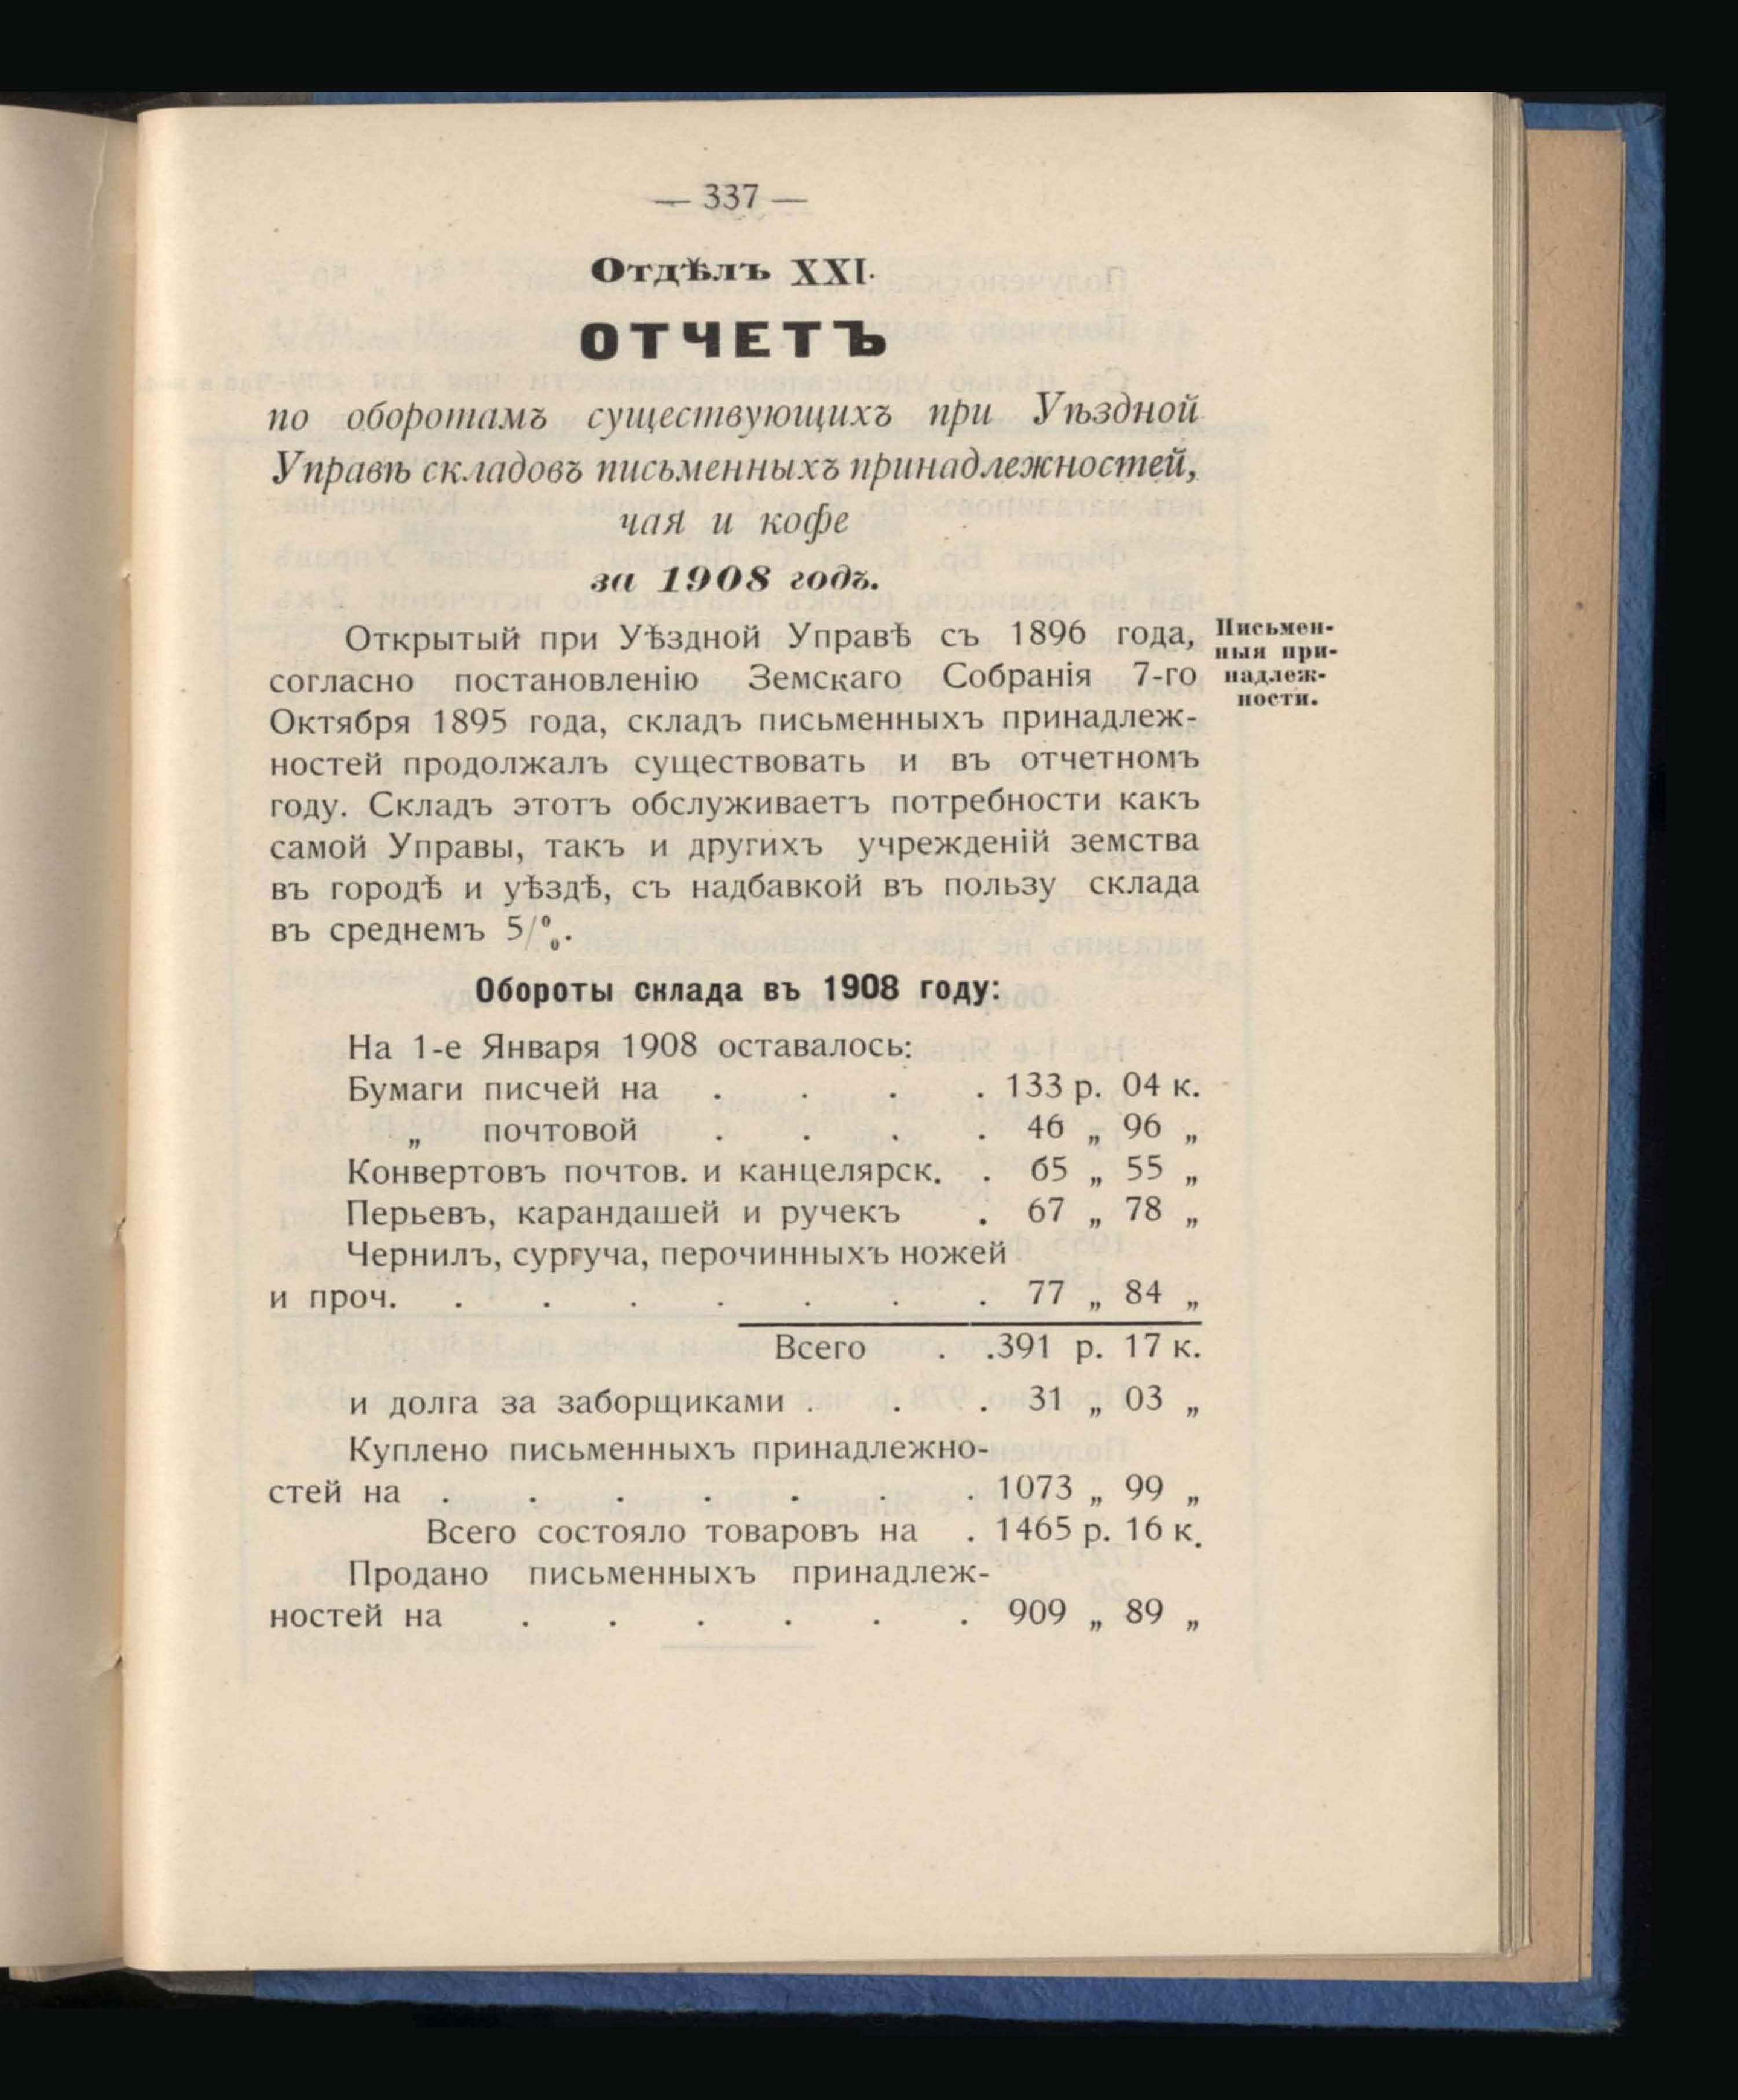 — 337 —
Отдѣлъ XXI.
ОТЧЕТЪ
по оборотамъ существующихъ при Уѣздной
Управѣ складовъ письменныхъ принадлежностей,
чая и кофе
за 1908 годъ.
Открытый при Уѣздной Управѣ съ 1896 года,
согласно постановленію Земскаго Собранія 7-го
Октября 1895 года, складъ письменныхъ принадлеж-
ностей продолжалъ существовать и въ отчетномъ
году. Складъ этотъ обслуживаетъ потребности какъ
самой Управы, такъ и другихъ учрежденій земства
въ городѣ и уѣздѣ, съ надбавкой въ пользу склада
въ среднемъ 5/⁰₀.
Письмен-
ныя при-
надлеж-
ности.
Обороты склада въ 1908 году:
На 1-е Января 1908 оставалось:
Бумаги писчей на . . . . 133 р. 04 к.
„ почтовой . . . . 46 „ 96 „
Конвертовъ почтов. и канцелярск. . 65 „ 55 „
Перьевъ, карандашей и ручекъ . 67 „ 78 „
Чернилъ, сургуча, перочинныхъ ножей
и проч. . . . . . . . 77 „ 84 „
Всего . .391 р. 17 к.
и долга за заборщиками . . . 31 „ 03 „
Куплено письменныхъ принадлежно-
стей на . . . . . . . 1073 „ 99 „
Всего состояло товаровъ на . 1465 р. 16 к.
Продано письменныхъ принадлеж-
ностей на . . . . . . 909 „ 89 „